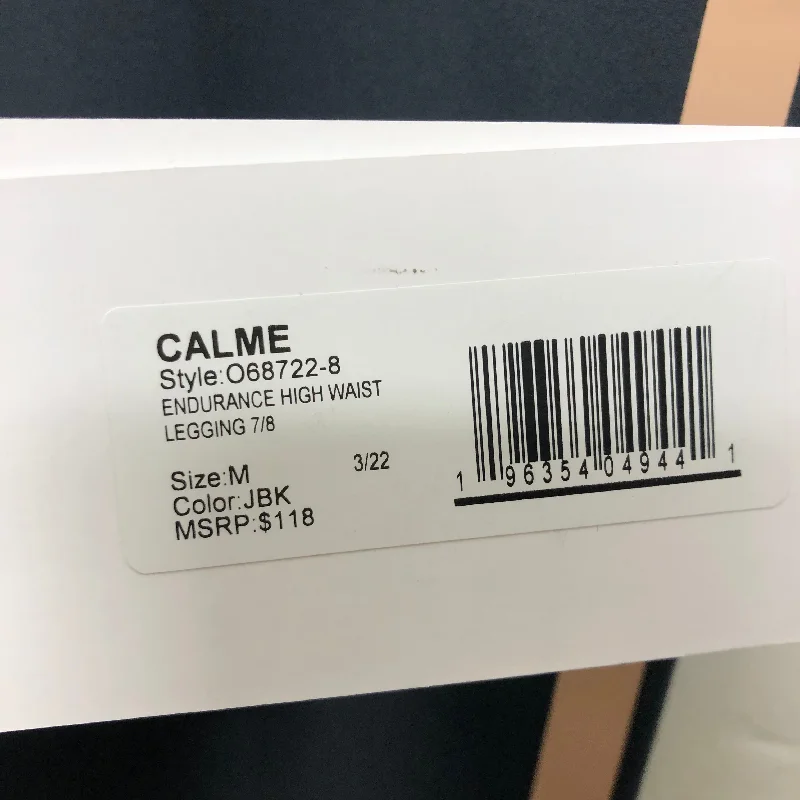 CALME
Style:O68722-8
ENDURANCE HIGH WAIST
LEGGING 7/8
Size:M 3/22
Color:JBK
MSRP:$118
1 96354 04944 1